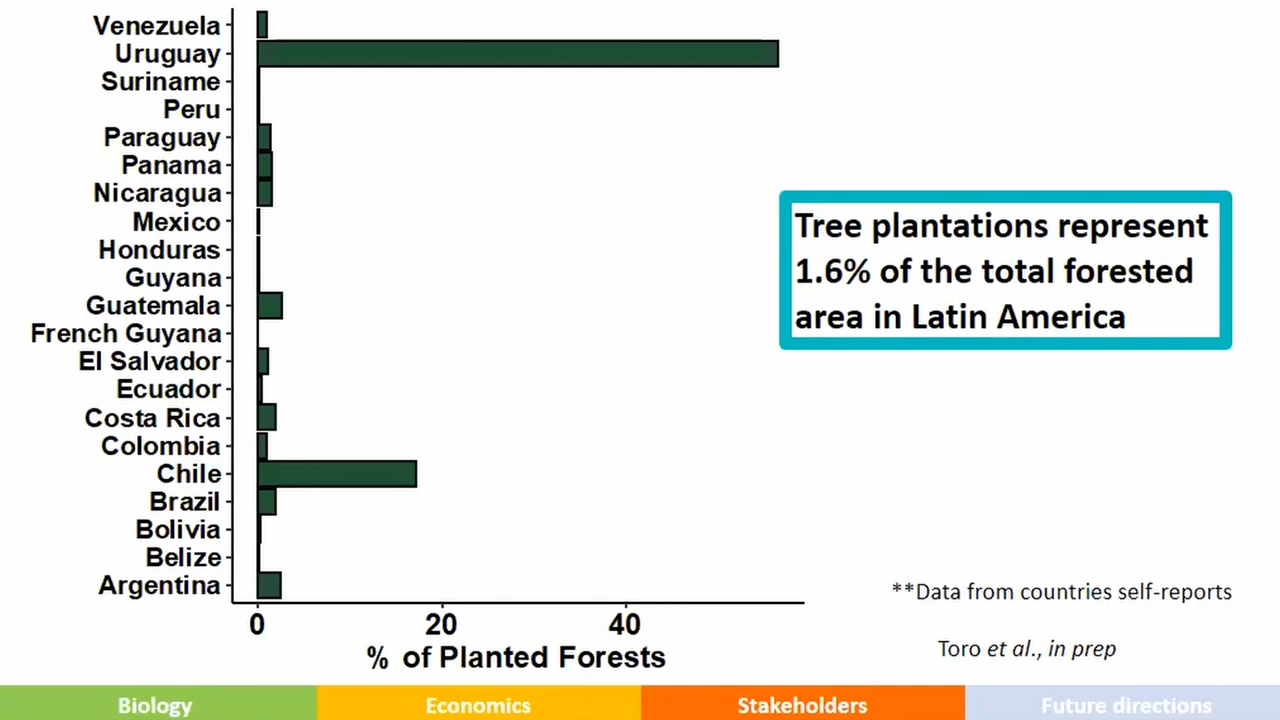 Venezuela
Uruguay
Suriname
Peru
Paraguay
Panama
Nicaragua
Mexico
Honduras
Guyana
Guatemala
French Guyana
El Salvador
Ecuador
Costa Rica
Colombia
Chile
Brazil
Bolivia
Belize
Argentina
0 20 40
% of Planted Forests
Tree plantations represent
1.6% of the total forested
area in Latin America
**Data from countries self-reports
Toro et al., in prep
Biology Economics Stakeholders Future directions